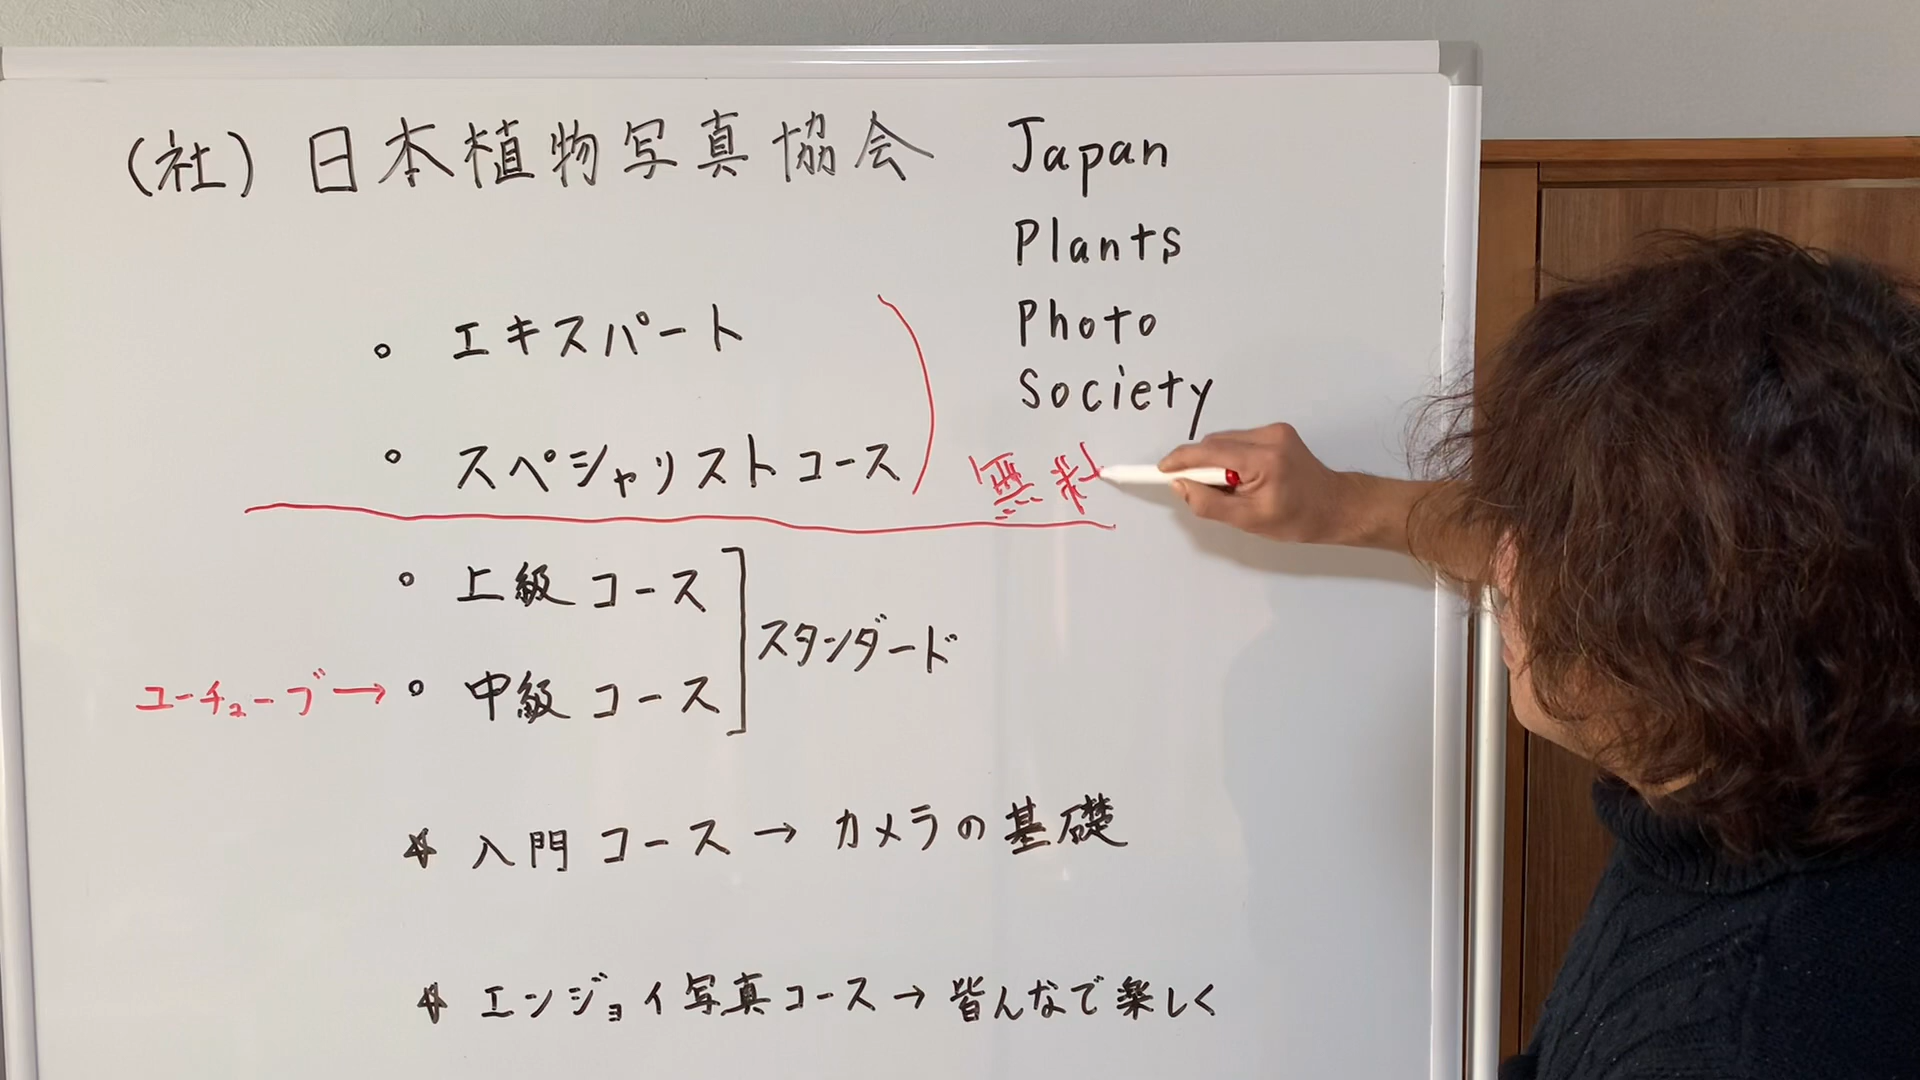 (社)日本植物写真協会
Japan
Plants
Photo
Society
。エキスパート
。スペシャリストコース
無料
。上級コース
スタンダード
ユーチューブ→。中級コース
☆入門コース→カメラの基礎
☆エンジョイ写真コース→皆んなで楽しく